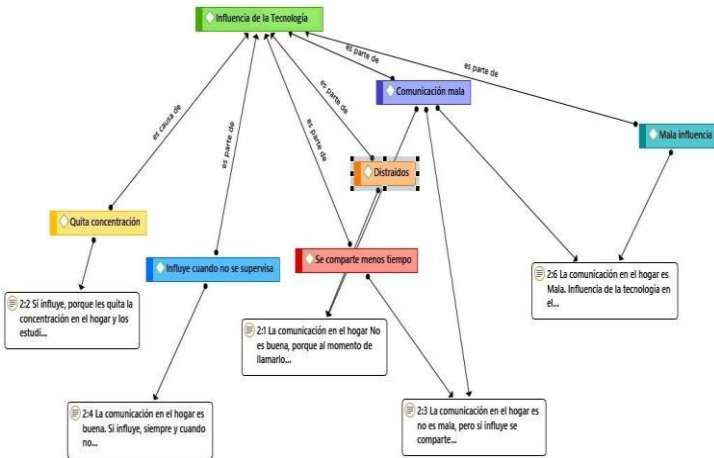 Influencia de la Tecnología
es parte de
es parte de
Comunicación mala
es causa de
es parte de
es parte de
es parte de
Mala influencia
Distraidos
Quita concentración
Influye cuando no se supervisa
Se comparte menos tiempo
2:2 Sí influye, porque les quita la
concentración en el hogar y los
estudi...
2:1 La comunicación en el hogar No
es buena, porque al momento de
llamarlo...
2:6 La comunicación en el hogar es
Mala. Influencia de la tecnología en
el...
2:4 La comunicación en el hogar es
buena. Si influye, siempre y cuando
no...
2:3 La comunicación en el hogar es
no es mala, pero si influye se
comparte...